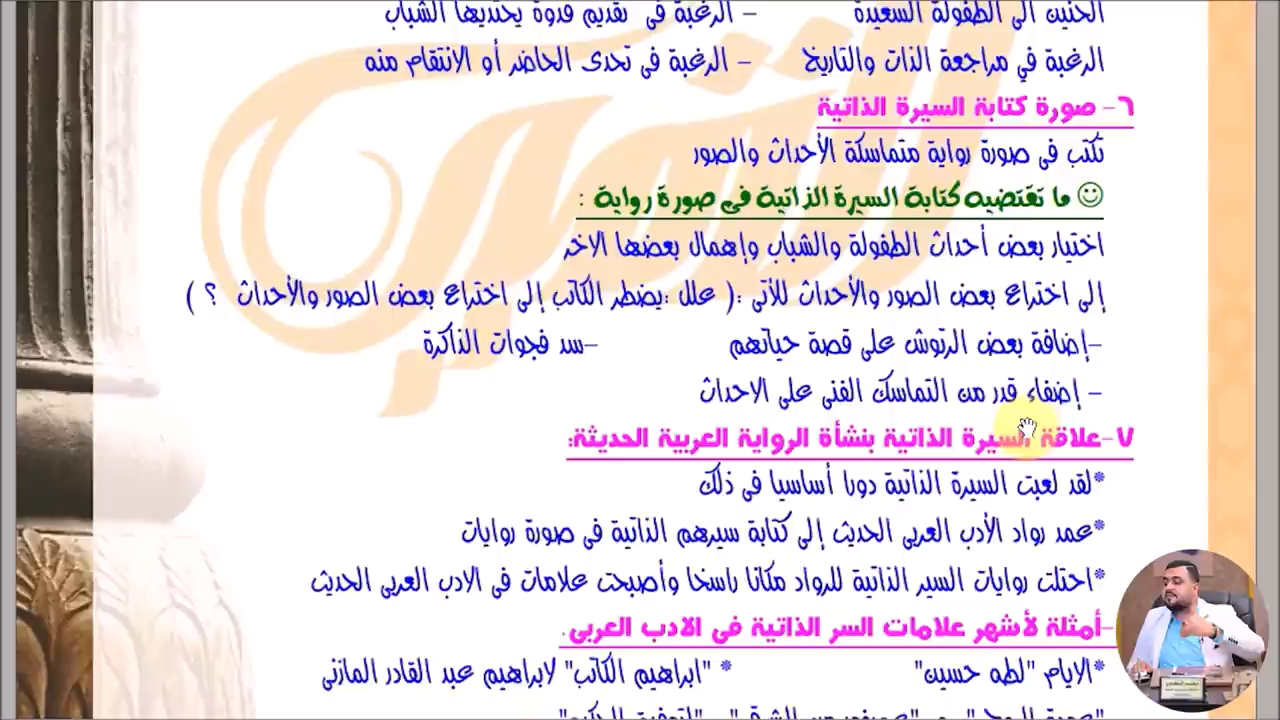 الحنين الى الطفولة السعيدة – الرغبة فى تقديم قدوة يحتذيها الشباب
الرغبة في مراجعة الذات والتاريخ – الرغبة فى تحدى الحاضر أو الانتقام منه
٦- صورة كتابة السيرة الذاتية
تكتب فى صورة رواية متماسكة الأحداث والصور
☺ ما تقتضيه كتابة السيرة الذاتية فى صورة رواية :
اختيار بعض أحداث الطفولة والشباب وإهمال بعضها الاخر
إلى اختراع بعض الصور والأحداث للآتى :( علل :يضطر الكاتب إلى اختراع بعض الصور والأحداث ؟ )
–إضافة بعض الرتوش على قصة حياتهم –سد فجوات الذاكرة
– إضفاء قدر من التماسك الفنى على الاحداث
٧-علاقة السيرة الذاتية بنشأة الرواية العربية الحديثة:
*لقد لعبت السيرة الذاتية دورا أساسيا فى ذلك
*عمد رواد الأدب العربى الحديث إلى كتابة سيرهم الذاتية فى صورة روايات
*احتلت روايات السير الذاتية للرواد مكانا راسخا وأصبحت علامات فى الادب العربى الحديث
-أمثلة لأشهر علامات السر الذاتية فى الادب العربى.
*الايام "لطه حسين" * "ابراهيم الكاتب" لابراهيم عبد القادر المازنى